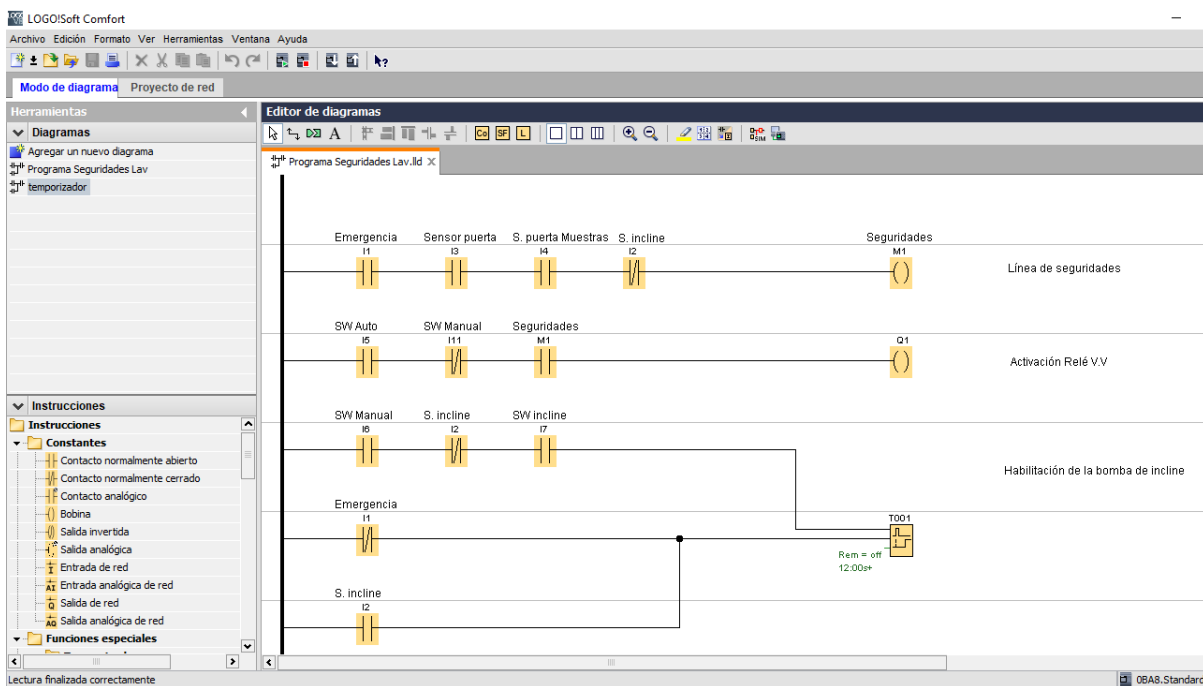 LOGO!Soft Comfort
Archivo Edición Formato Ver Herramientas Ventana Ayuda
Modo de diagrama Proyecto de red
Herramientas
Diagramas
Agregar un nuevo diagrama
Programa Seguridades Lav
temporizador
Instrucciones
Instrucciones
Constantes
Contacto normalmente abierto
Contacto normalmente cerrado
Contacto analógico
Bobina
Salida invertida
Salida analógica
Entrada de red
Entrada analógica de red
Salida de red
Salida analógica de red
Funciones especiales
Editor de diagramas
A Co SF L
Programa Seguridades Lav.lld
Emergencia Sensor puerta S. puerta Muestras S. incline Seguridades
I1 I3 I4 I2 M1
Línea de seguridades
SW Auto SW Manual Seguridades
I5 I11 M1 Q1
Activación Relé V.V
SW Manual S. incline SW incline
I6 I2 I7
Habilitación de la bomba de incline
Emergencia
I1 T001
Rem = off
12:00s+
S. incline
I2
Lectura finalizada correctamente
0BA8.Standard